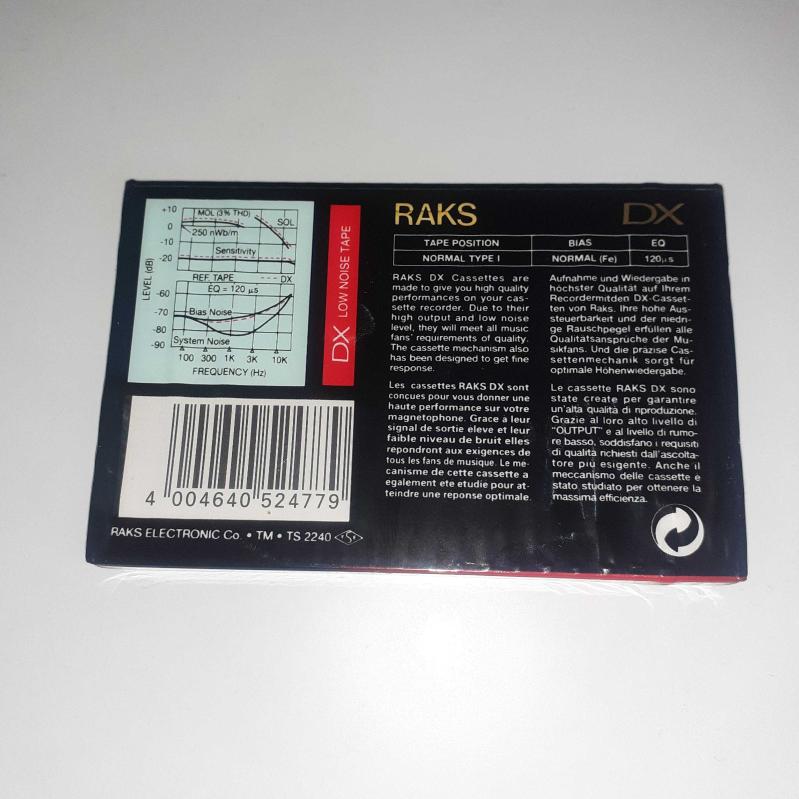 +10
MOL (3% THD)
SOL
0
250 nWb/m
-10
Sensitivity
-20
LEVEL (dB)
REF. TAPE
DX
-60
EQ = 120 µs
-70
Bias Noise
-80
System Noise
-90
100 300 1K 3K 10K
FREQUENCY (Hz)
DX LOW NOISE TAPE
RAKS DX
TAPE POSITION BIAS EQ
NORMAL TYPE I NORMAL (Fe) 120µs
RAKS DX Cassettes are
made to give you high quality
performances on your cas-
sette recorder. Due to their
high output and low noise
level, they will meet all music
fans' requirements of quality.
The cassette mechanism also
has been designed to get fine
response.
Aufnahme und Wiedergabe in
höchster Qualität auf Ihrem
Recordermitden DX-Casset-
ten von Raks. Ihre hohe Aus-
steuerbarkeit und der niedri-
ge Rauschpegel erfüllen alle
Qualitätsansprüche der Mu-
sikfans. Und die präzise Cas-
settenmechanik sorgt für
optimale Höhenwiedergabe.
Les cassettes RAKS DX sont
conçues pour vous donner une
haute performance sur votre
magnetophone. Grace à leur
signal de sortie eleve et leur
faible niveau de bruit elles
repondront aux exigences de
tous les fans de musique. Le me-
canisme de cette cassette a
egalement ete etudie pour at-
teindre une reponse optimale.
Le cassette RAKS DX sono
state create per garantire
un'alta qualità di riproduzione.
Grazie al loro alto livello di
"OUTPUT" e al livello di rumo-
re basso, soddisfano i requisiti
di qualità richiesti dall'ascolta-
tore più esigente. Anche il
meccanismo delle cassette è
stato studiato per ottenere la
massima efficienza.
4 004640 524779
RAKS ELECTRONIC Co. • TM • TS 2240